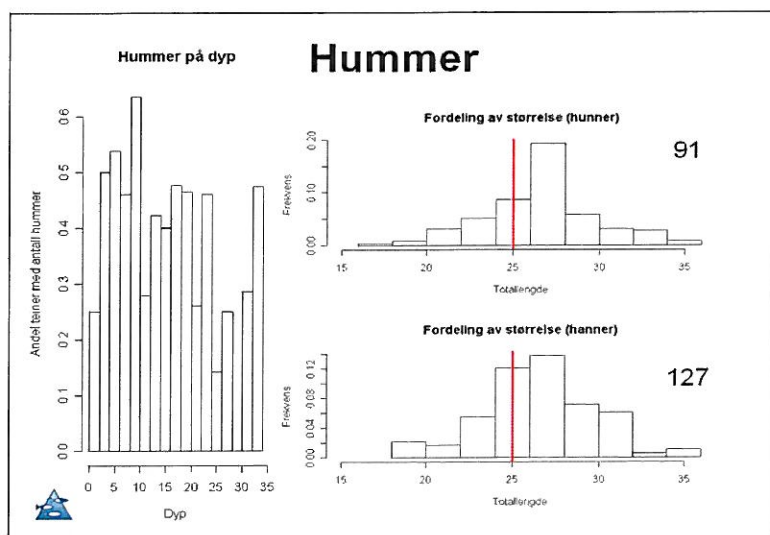 Hummer på dyp
Hummer
Andel teiner med antall hummer
0.0 0.1 0.2 0.3 0.4 0.5 0.6
0 5 10 15 20 25 30 35
Dyp
Fordeling av størrelse (hunner)
91
Frekvens
0.00 0.10 0.20
15 20 25 30 35
Totallengde
Fordeling av størrelse (hanner)
127
Frekvens
0.00 0.04 0.08 0.12
15 20 25 30 35
Totallengde